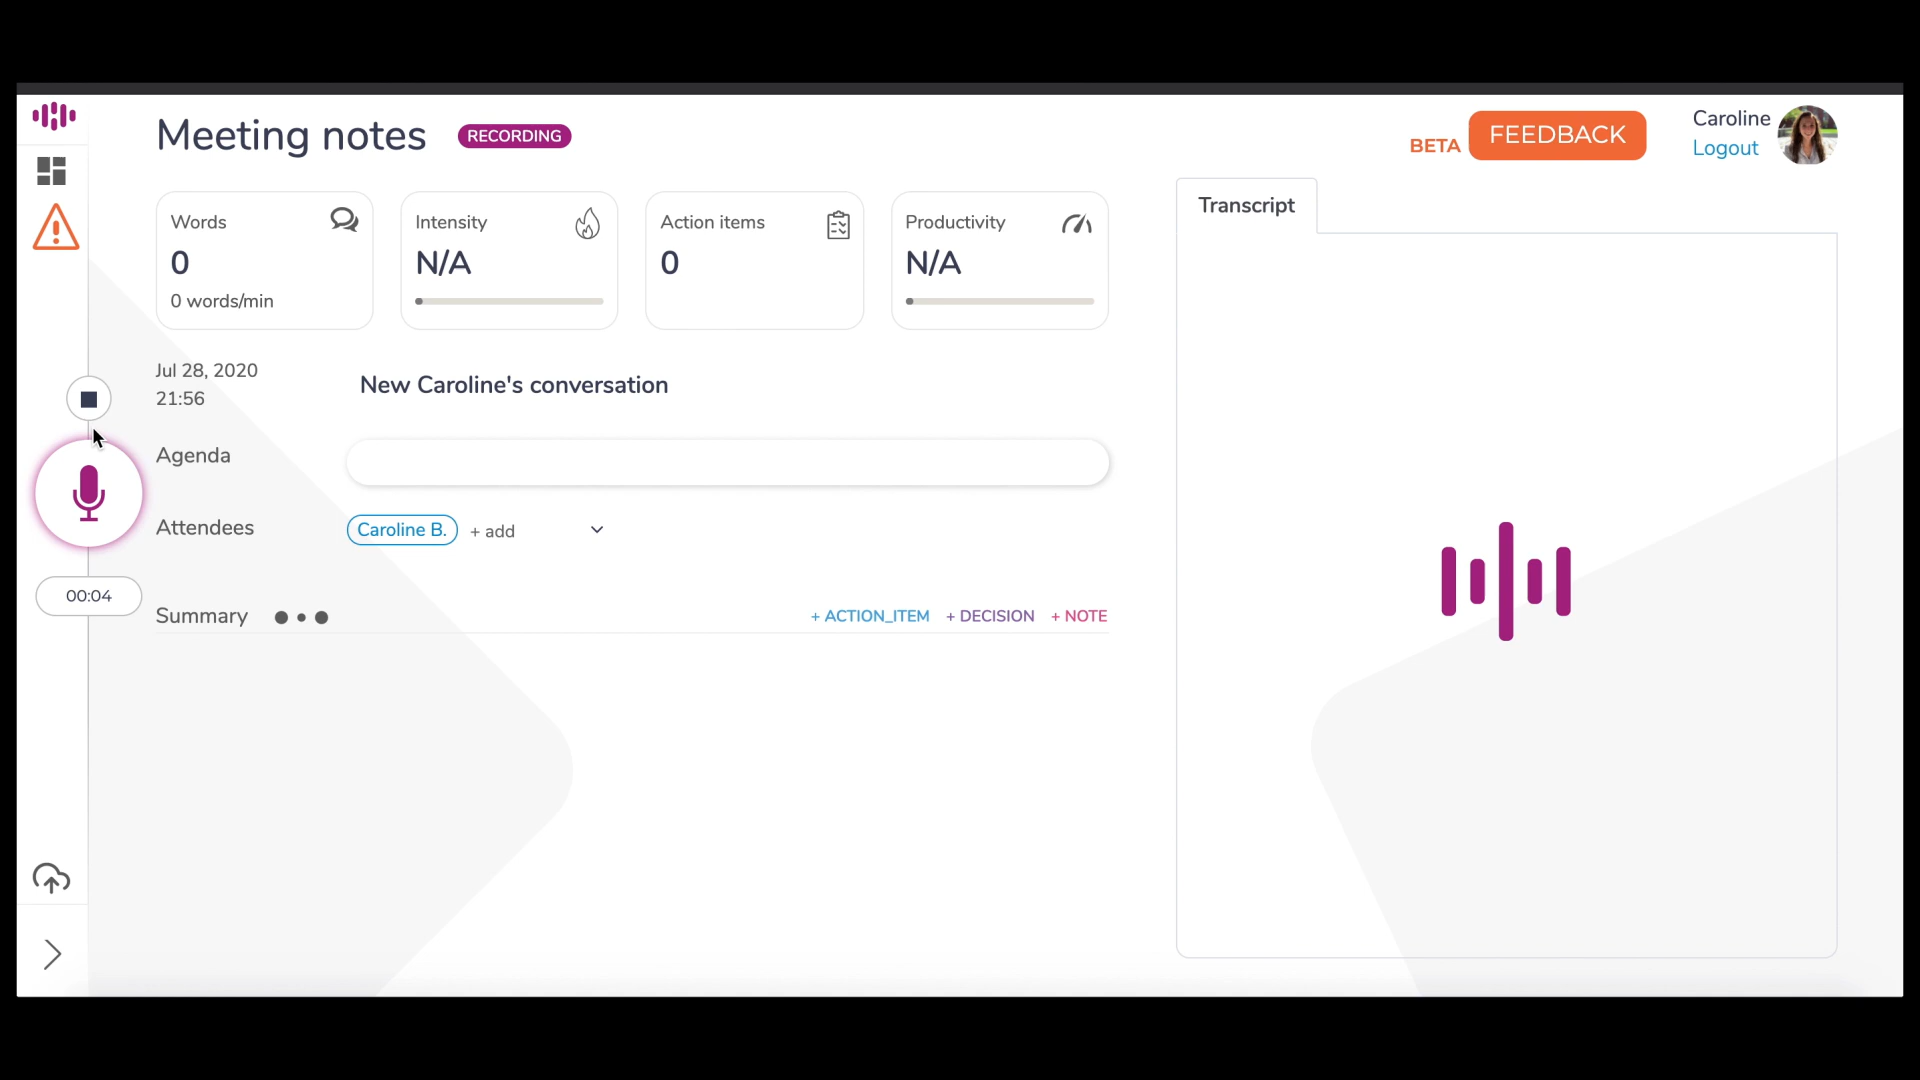 Meeting notes
RECORDING
BETA
FEEDBACK
Caroline
Logout
Words
0
0 words/min
Intensity
N/A
Action items
0
Productivity
N/A
Transcript
Jul 28, 2020
21:56
New Caroline's conversation
Agenda
Attendees
Caroline B.
+ add
00:04
Summary
+ ACTION_ITEM
+ DECISION
+ NOTE